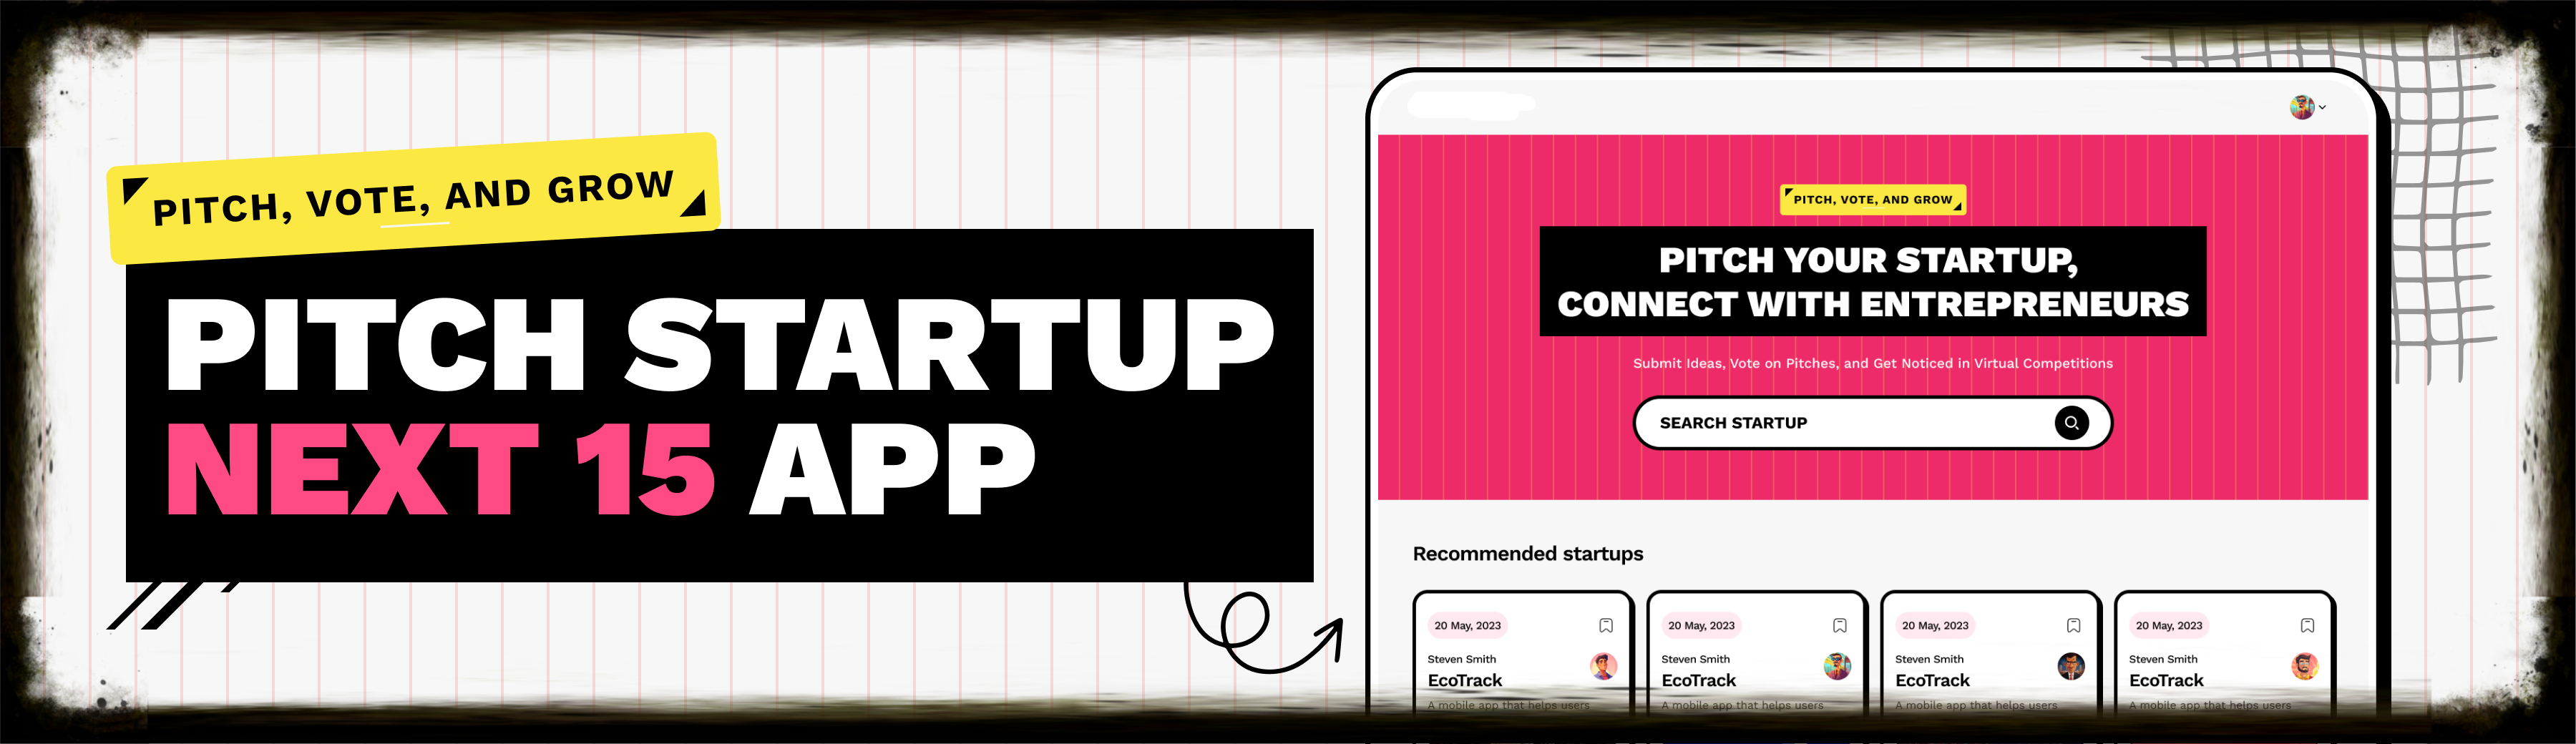 PITCH, VOTE, AND GROW
PITCH STARTUP
NEXT 15 APP
PITCH, VOTE, AND GROW
PITCH YOUR STARTUP,
CONNECT WITH ENTREPRENEURS
Submit Ideas, Vote on Pitches, and Get Noticed in Virtual Competitions
SEARCH STARTUP
Recommended startups
20 May, 2023
Steven Smith
EcoTrack
A mobile app that helps users
20 May, 2023
Steven Smith
EcoTrack
A mobile app that helps users
20 May, 2023
Steven Smith
EcoTrack
A mobile app that helps users
20 May, 2023
Steven Smith
EcoTrack
A mobile app that helps users